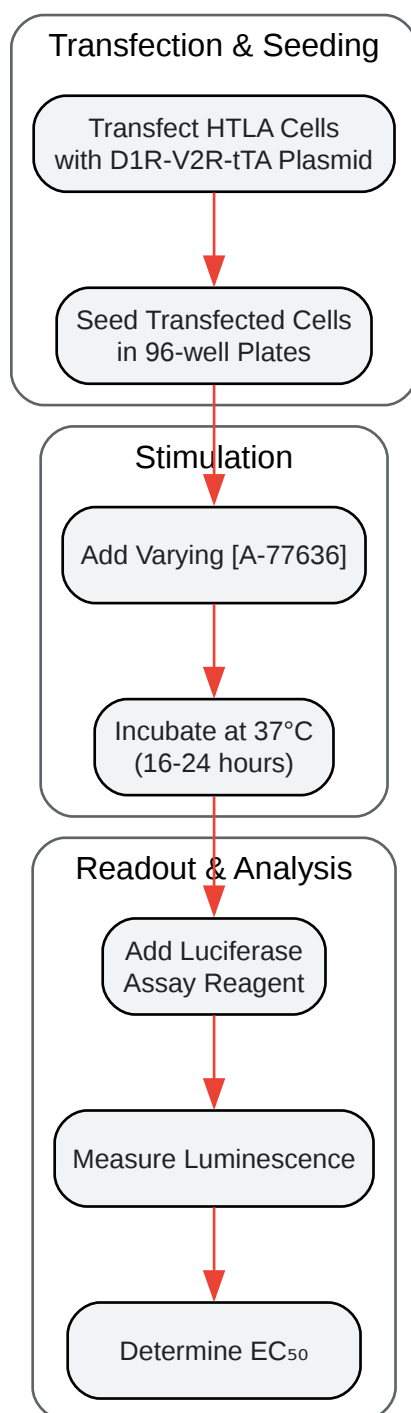 Transfection & Seeding
Transfect HTLA Cells
with D1R-V2R-tTA Plasmid
Seed Transfected Cells
in 96-well Plates
Stimulation
Add Varying [A-77636]
Incubate at 37°C
(16-24 hours)
Readout & Analysis
Add Luciferase
Assay Reagent
Measure Luminescence
Determine EC₅₀